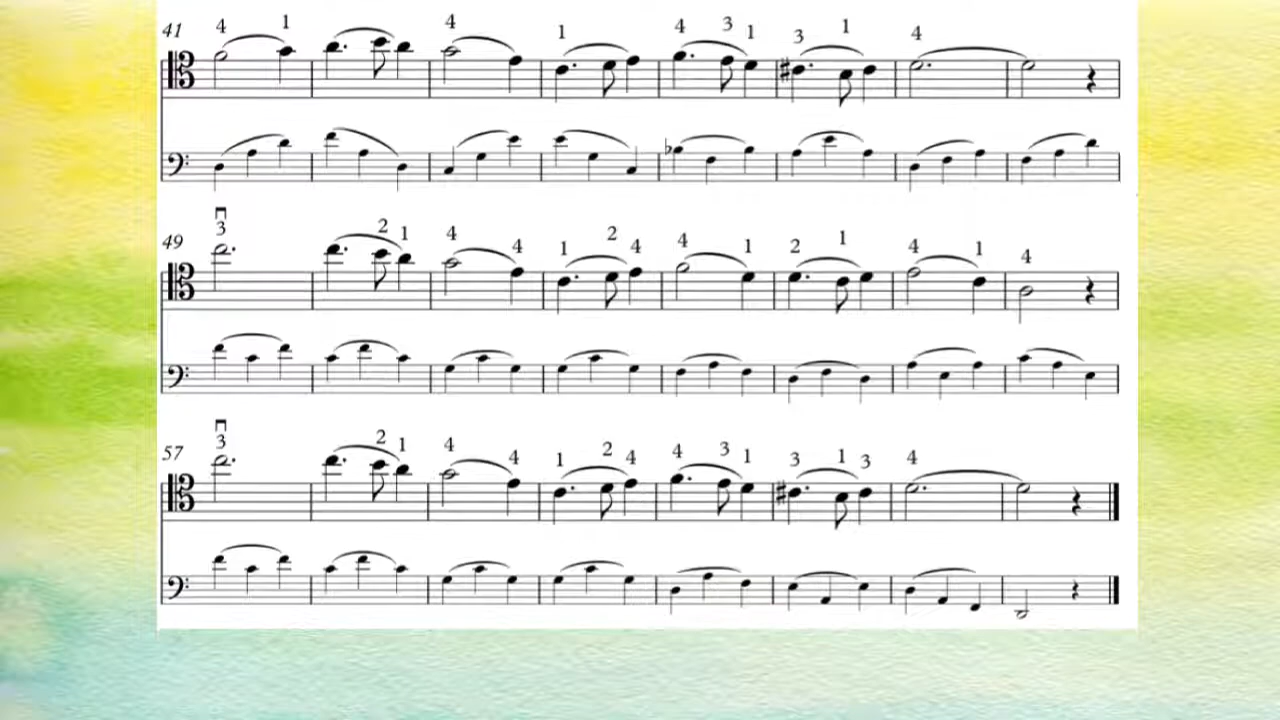 41 4 1 4 1 4 3 1 3 1 4
49 3 2 1 4 4 1 2 4 4 1 2 1 4 1 4
57 3 2 1 4 4 1 2 4 4 3 1 3 1 3 4